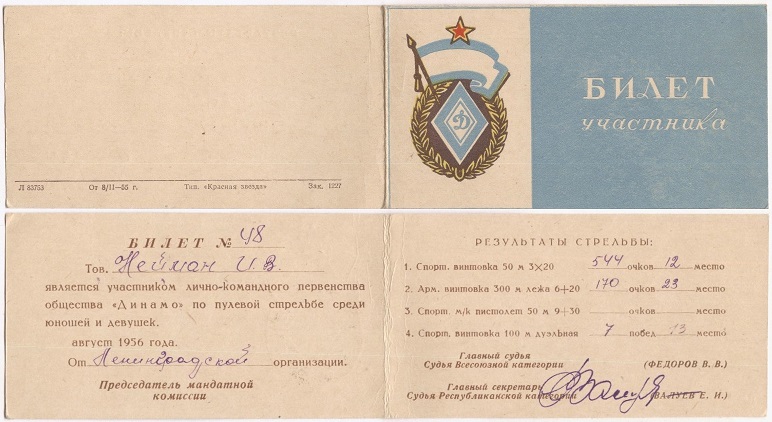 БИЛЕТ
участника
Л 83753 От 8/II—55 г. Тип. «Красная звезда» Зак. 1227
БИЛЕТ № 48
Тов. Нейман И.В.
является участником лично-командного первенства
общества «Динамо» по пулевой стрельбе среди
юношей и девушек.
август 1956 года.
От Ленинградской организации.
Председатель мандатной
комиссии
РЕЗУЛЬТАТЫ СТРЕЛЬБЫ:
1. Спорт. винтовка 50 м 3×20 544 очков 12 место
2. Арм. винтовка 300 м лежа 6+20 170 очков 23 место
3. Спорт. м/к пистолет 50 м 9+30 очков место
4. Спорт. винтовка 100 м дуэльная 7 побед 13 место
Главный судья
Судья Всесоюзной категории (ФЕДОРОВ В. В.)
Главный секретарь
Судья Республиканской категории (ВАЛУЕВ Е. И.)